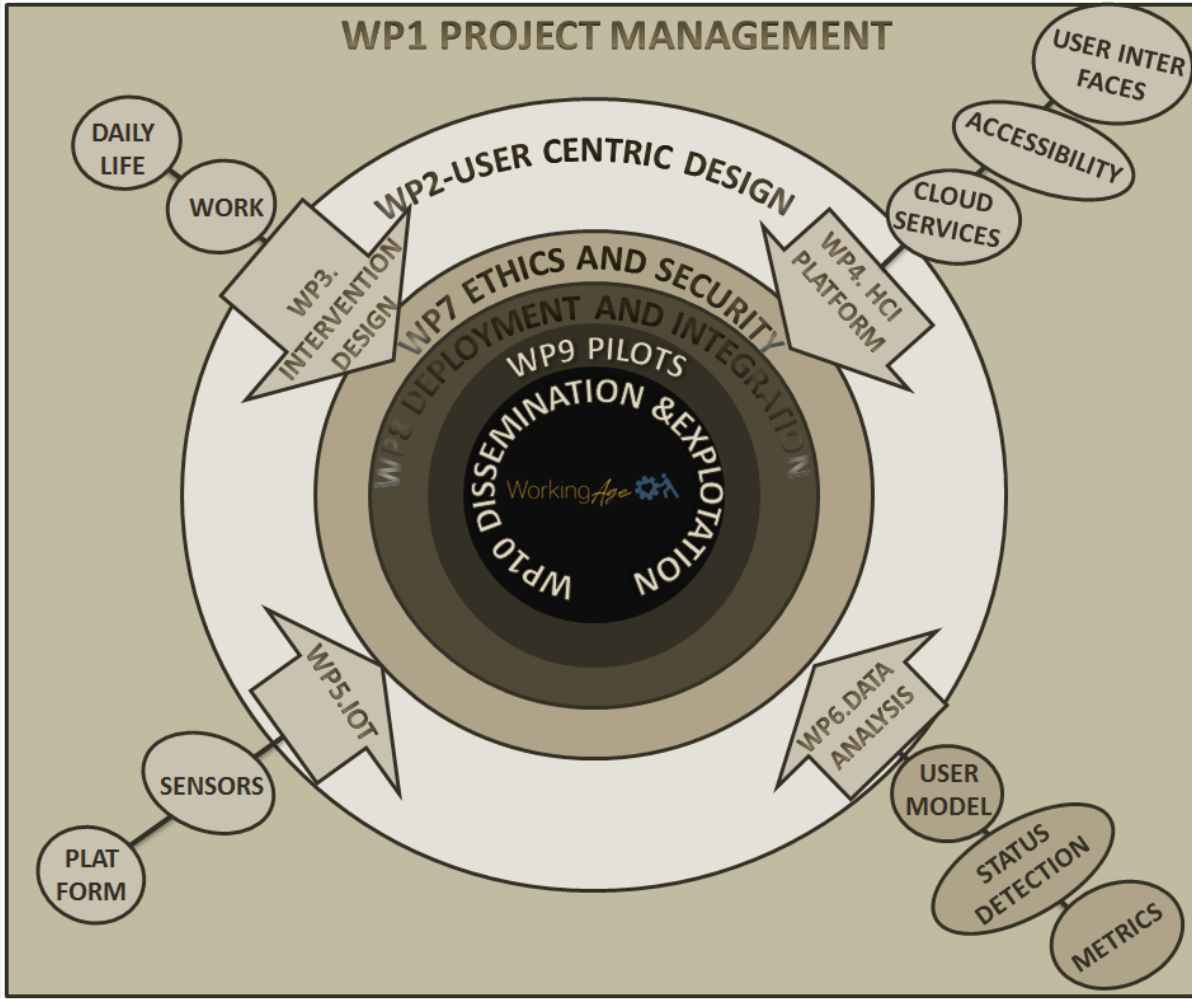 WP1 PROJECT MANAGEMENT
USER INTER
FACES
ACCESSIBILITY
CLOUD
SERVICES
DAILY
LIFE
WORK
WP2-USER CENTRIC DESIGN
WP3.
INTERVENTION
DESIGN
WP4. HCI
PLATFORM
WP7 ETHICS AND SECURITY
WP8 DEPLOYMENT AND INTEGRATION
WP9 PILOTS
WP10 DISSEMINATION &EXPLOTATION
WorkingAge
WP5.IOT
WP6.DATA
ANALYSIS
SENSORS
PLAT
FORM
USER
MODEL
STATUS
DETECTION
METRICS